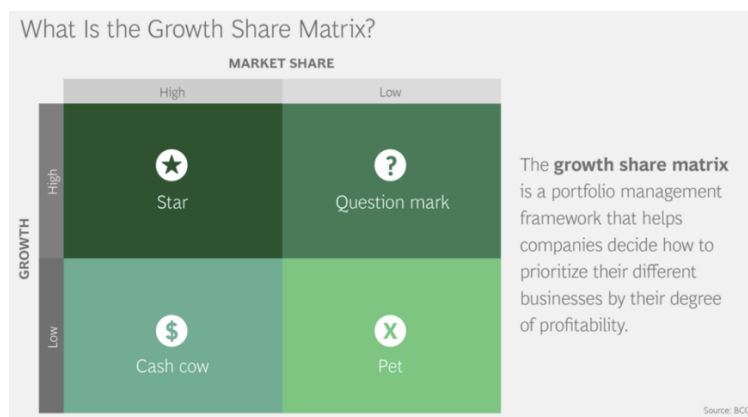 What Is the Growth Share Matrix?
MARKET SHARE
High
Low
GROWTH
High
Star
?
Question mark
Low
$
Cash cow
X
Pet
The growth share matrix
is a portfolio management
framework that helps
companies decide how to
prioritize their different
businesses by their degree
of profitability.
Source: BCG